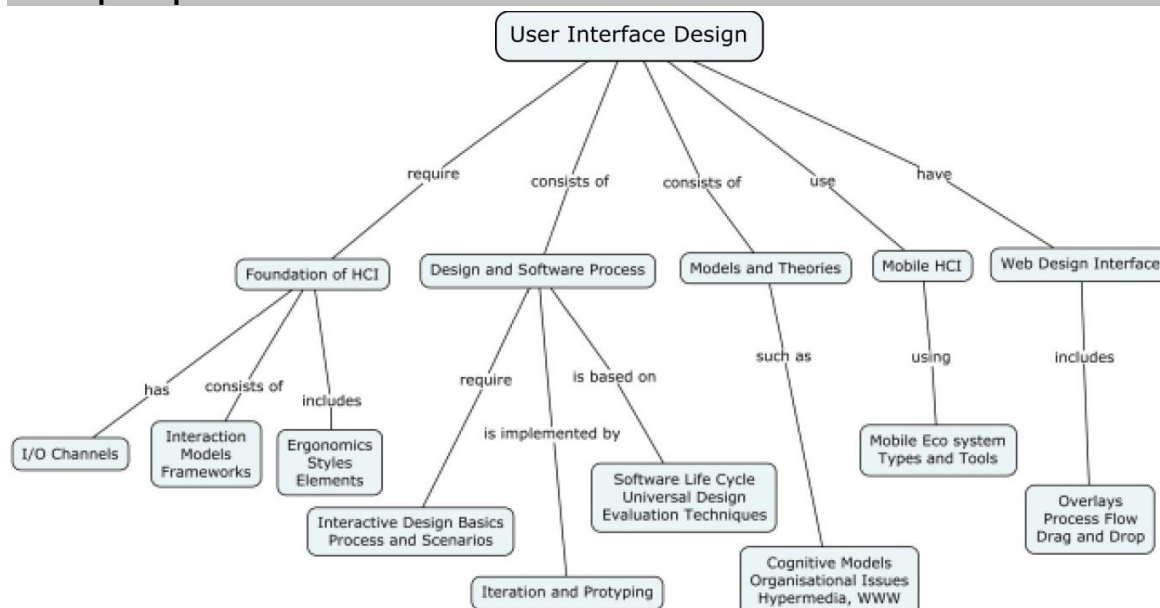 User Interface Design
require
consists of
consists of
use
have
Foundation of HCI
Design and Software Process
Models and Theories
Mobile HCI
Web Design Interface
has
consists of
includes
require
is implemented by
is based on
such as
using
includes
I/O Channels
Interaction
Models
Frameworks
Ergonomics
Styles
Elements
Interactive Design Basics
Process and Scenarios
Iteration and Protyping
Software Life Cycle
Universal Design
Evaluation Techniques
Cognitive Models
Organisational Issues
Hypermedia, WWW
Mobile Eco system
Types and Tools
Overlays
Process Flow
Drag and Drop